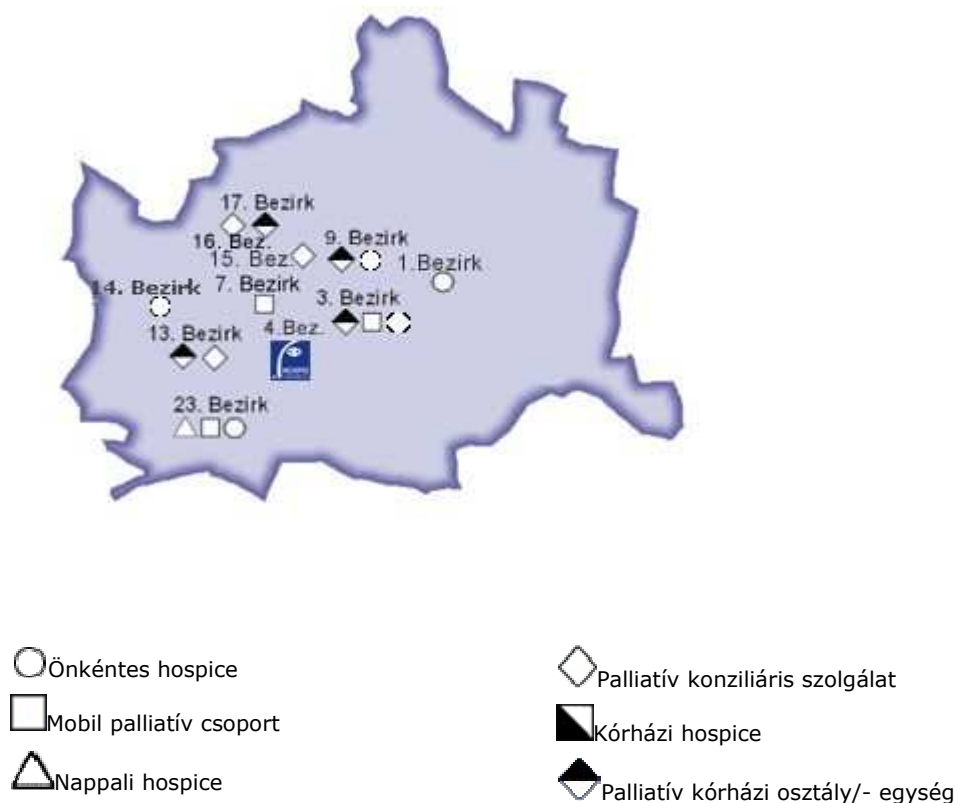 17. Bezirk
16. Bez.
9. Bezirk
15. Bez.
1.Bezirk
14. Bezirk
7. Bezirk
3. Bezirk
4.Bez.
13. Bezirk
23. Bezirk
Önkéntes hospice
Palliatív konziliáris szolgálat
Mobil palliatív csoport
Kórházi hospice
Nappali hospice
Palliatív kórházi osztály/- egység